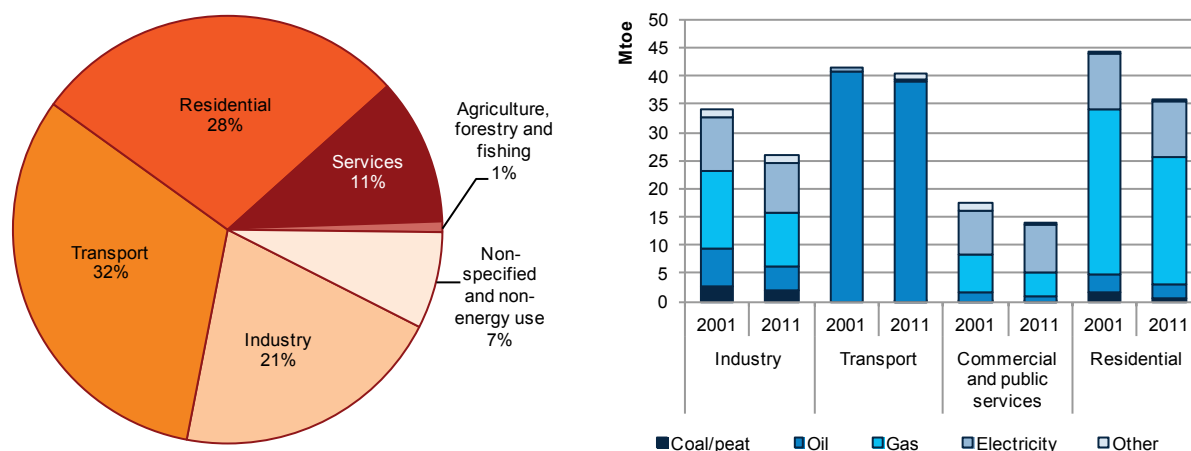 Residential
28%
Services
11%
Agriculture,
forestry and
fishing
1%
Transport
32%
Non-
specified
and non-
energy use
7%
Industry
21%
Mtoe
50
45
40
35
30
25
20
15
10
5
0
2001 2011 2001 2011 2001 2011 2001 2011
Industry Transport Commercial and public services Residential
Coal/peat Oil Gas Electricity Other